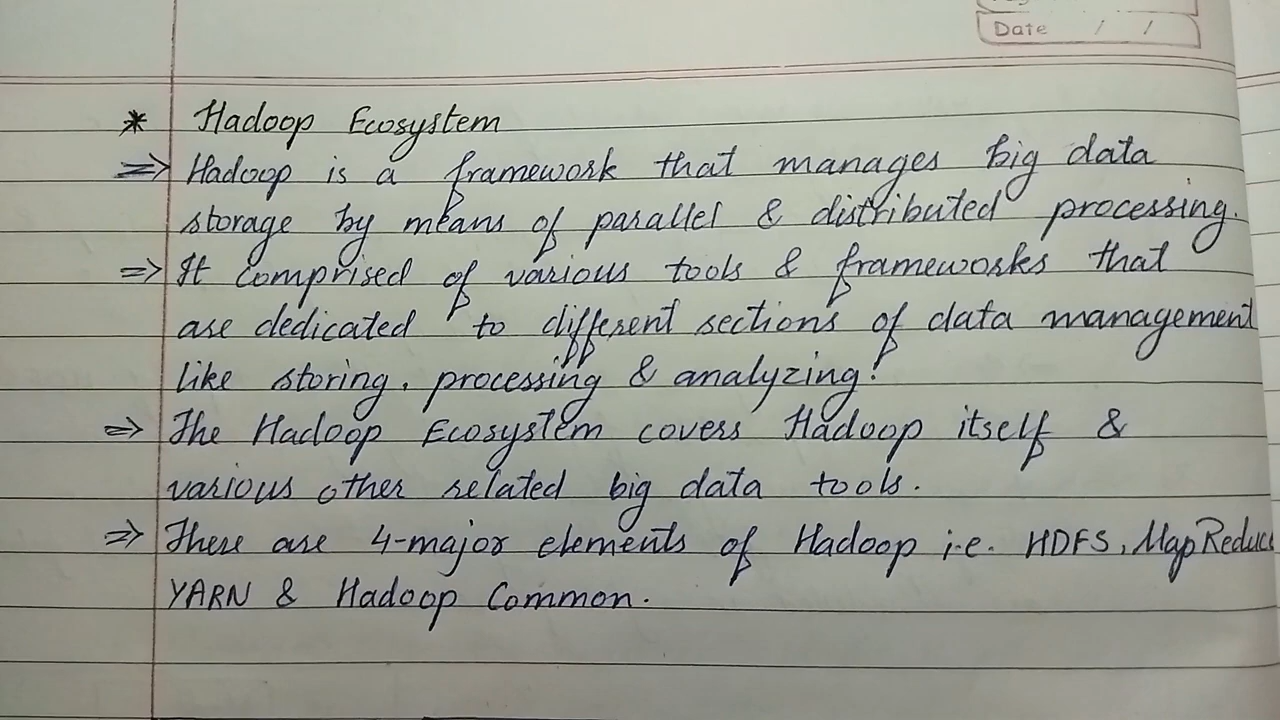 Date / /
* Hadoop Ecosystem
⇒ Hadoop is a framework that manages big data
storage by means of parallel & distributed processing.
⇒ It comprised of various tools & frameworks that
are dedicated to different sections of data management
like storing, processing & analyzing.
⇒ The Hadoop Ecosystem covers Hadoop itself &
various other related big data tools.
⇒ There are 4-major elements of Hadoop i.e. HDFS, MapReduce
YARN & Hadoop Common.